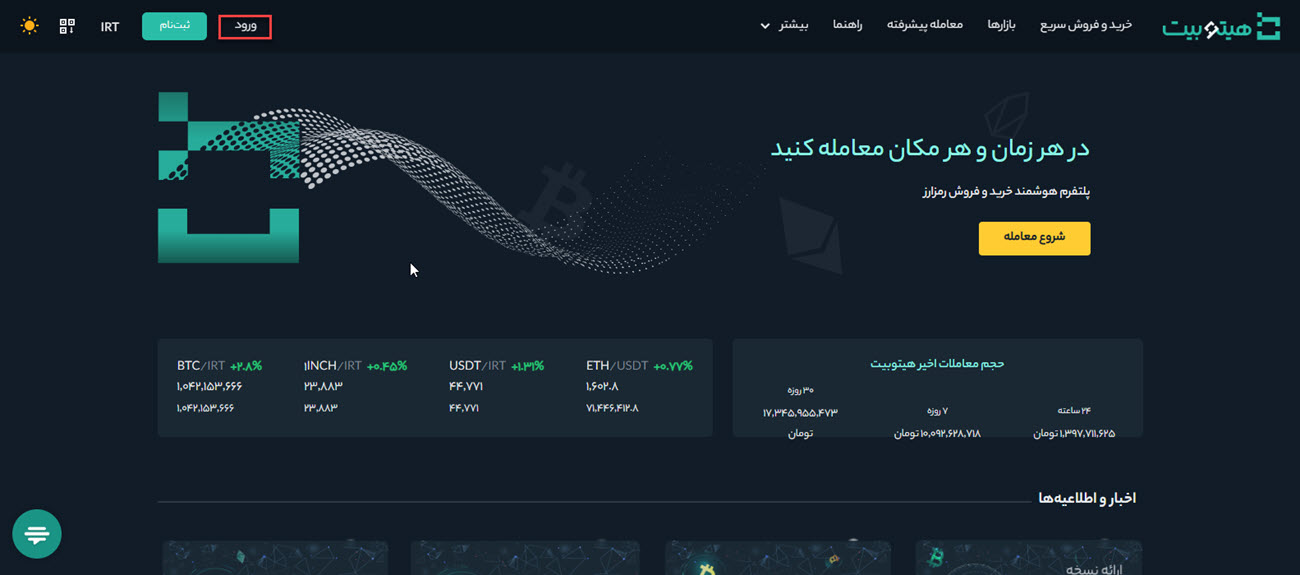 هیتوبیت
خرید و فروش سریع
بازارها
معامله پیشرفته
راهنما
بیشتر
ورود
ثبت‌نام
IRT
در هر زمان و هر مکان معامله کنید
پلتفرم هوشمند خرید و فروش رمزارز
شروع معامله
حجم معاملات اخیر هیتوبیت
۲۴ ساعته
۱,۳۹۷,۷۱۱,۶۲۵ تومان
۷ روزه
۱۰,۰۹۲,۶۲۸,۷۱۸ تومان
۳۰ روزه
۱۷,۳۴۵,۹۵۵,۴۷۳
تومان
BTC/IRT +۲.۸%
۱,۰۴۲,۱۵۳,۶۶۶
۱,۰۴۲,۱۵۳,۶۶۶
۱INCH/IRT +۰.۴۵%
۲۳,۸۸۳
۲۳,۸۸۳
USDT/IRT +۱.۳۱%
۴۴,۷۷۱
۴۴,۷۷۱
ETH/USDT +۰.۷۷%
۱,۶۰۲.۸
۷۱,۴۴۶,۴۱۲.۸
اخبار و اطلاعیه‌ها
ارائه نسخه